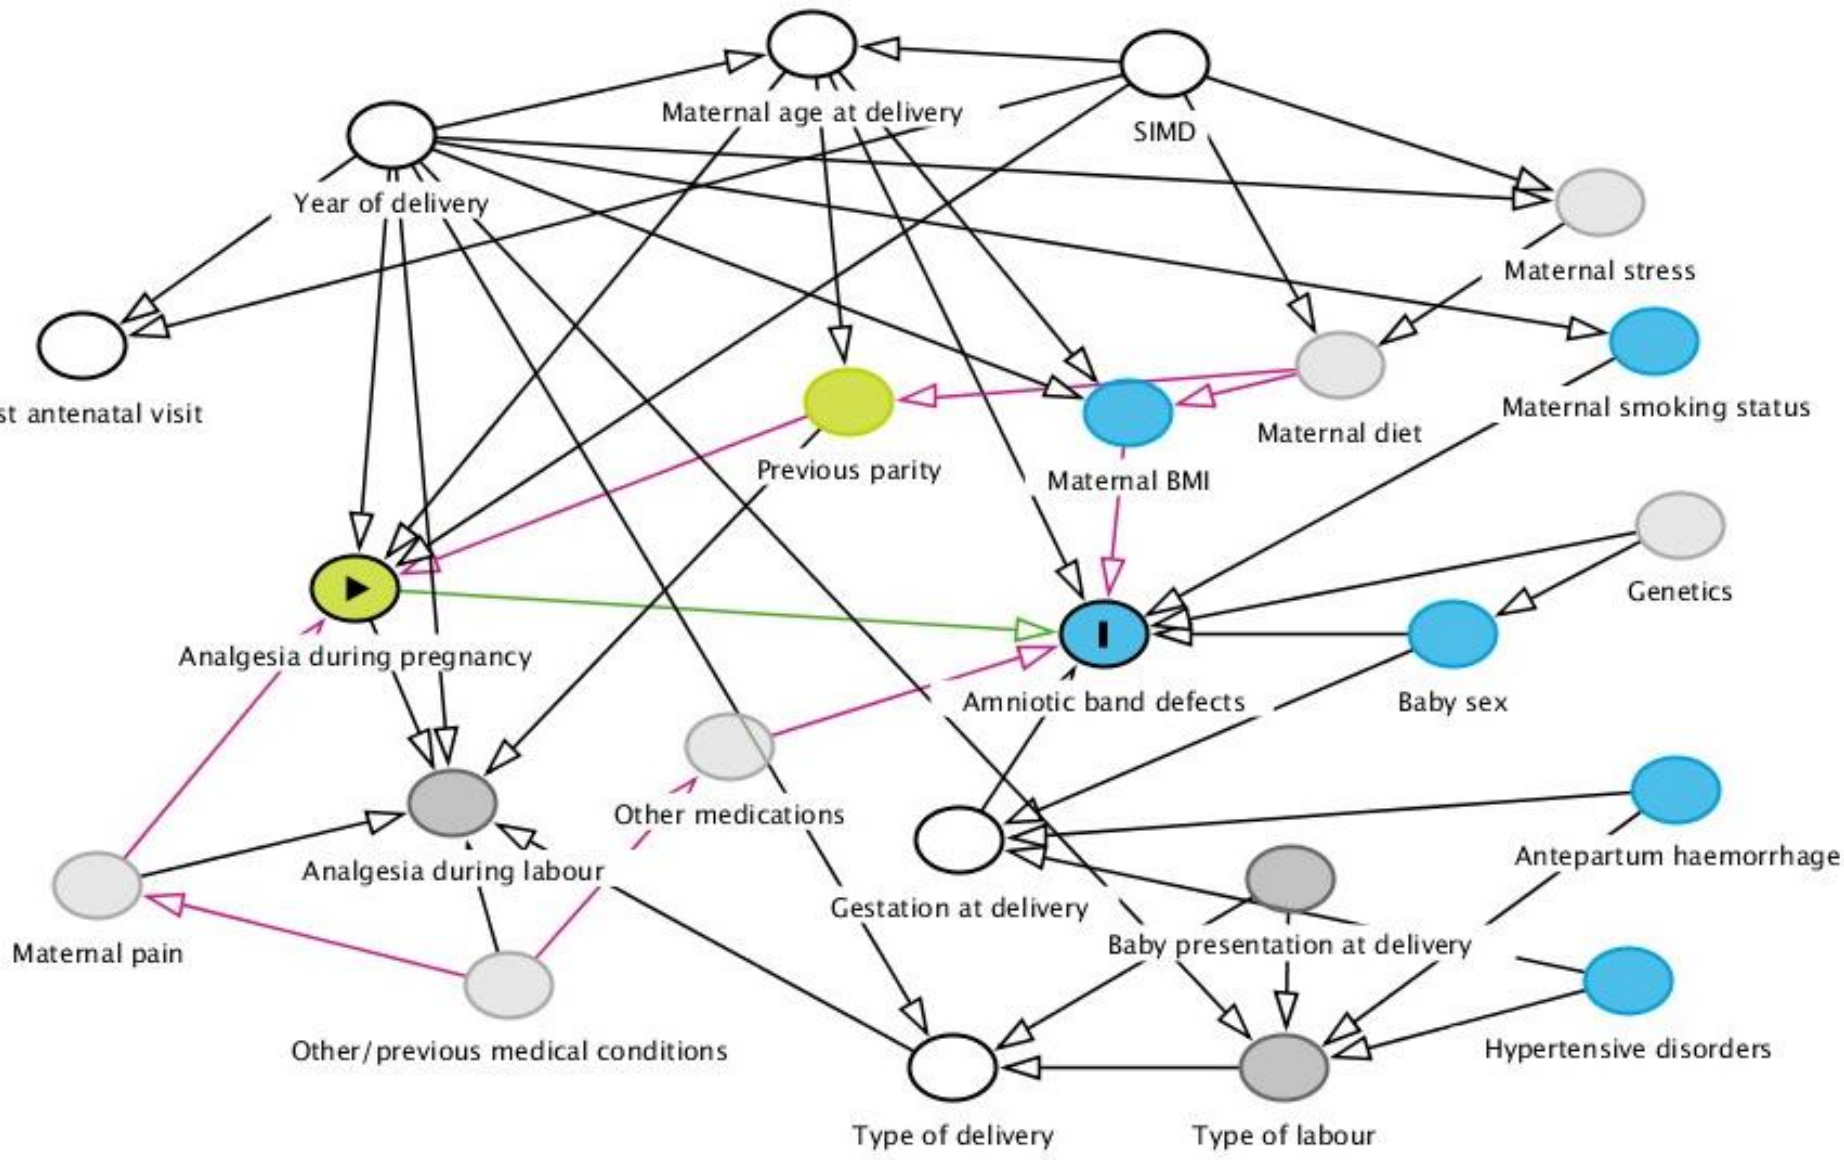 Maternal age at delivery
SIMD
Year of delivery
Maternal stress
st antenatal visit
Maternal smoking status
Maternal diet
Previous parity
Maternal BMI
Genetics
Analgesia during pregnancy
Amniotic band defects
Baby sex
Other medications
Antepartum haemorrhage
Analgesia during labour
Gestation at delivery
Baby presentation at delivery
Maternal pain
Other/previous medical conditions
Hypertensive disorders
Type of delivery
Type of labour